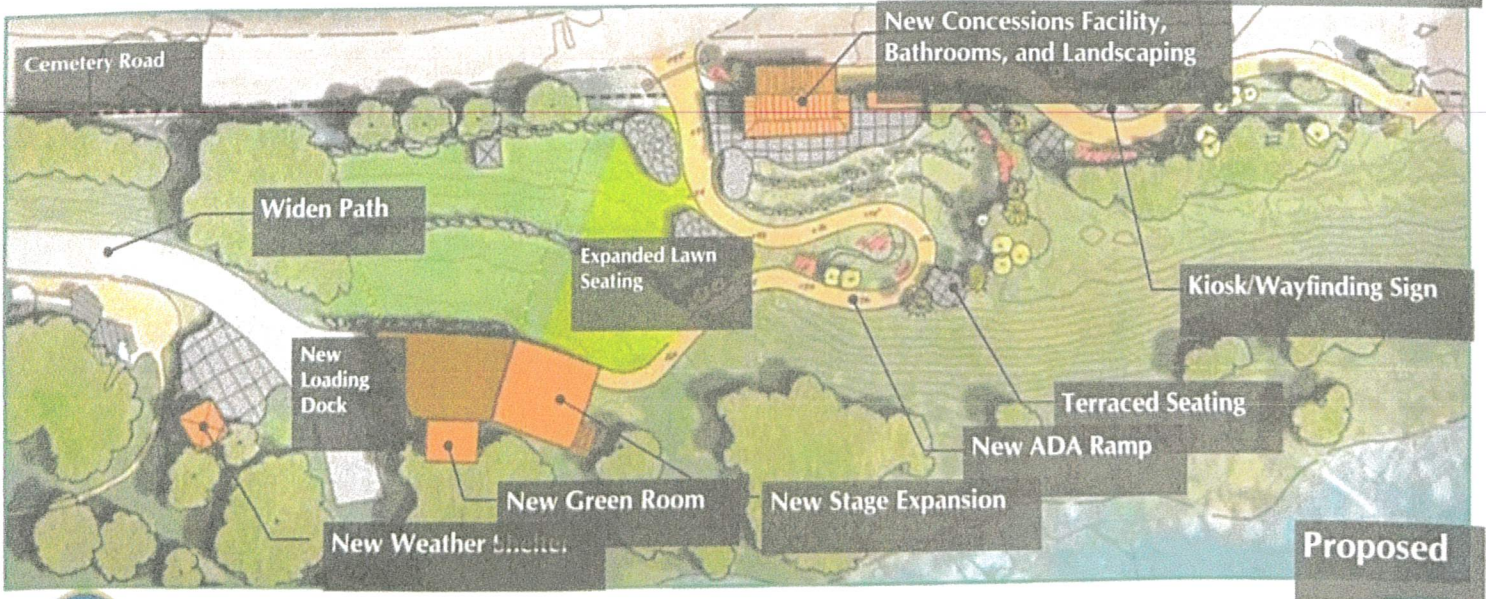 New Concessions Facility,
Bathrooms, and Landscaping
Cemetery Road
Widen Path
Expanded Lawn
Seating
Kiosk/Wayfinding Sign
New
Loading
Dock
Terraced Seating
New ADA Ramp
New Green Room
New Stage Expansion
New Weather Shelter
Proposed